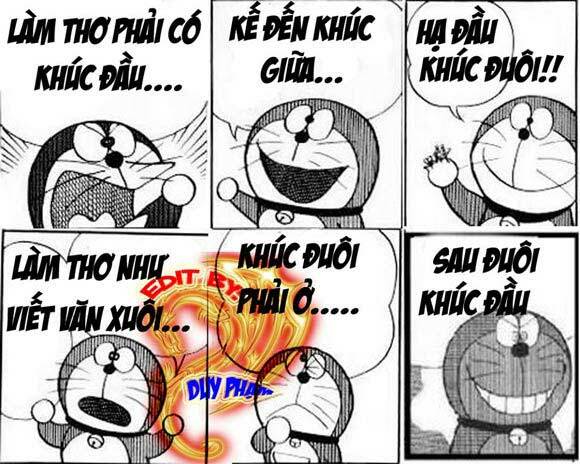 LÀM THƠ PHẢI CÓ
KHÚC ĐẦU....
KẾ ĐẾN KHÚC
GIỮA...
HẠ ĐẦU
KHÚC ĐUÔI!!
LÀM THƠ NHƯ
VIẾT VĂN XUÔI...
KHÚC ĐUÔI
PHẢI Ở.....
SAU ĐUÔI
KHÚC ĐẦU
EDIT BY:
DUY